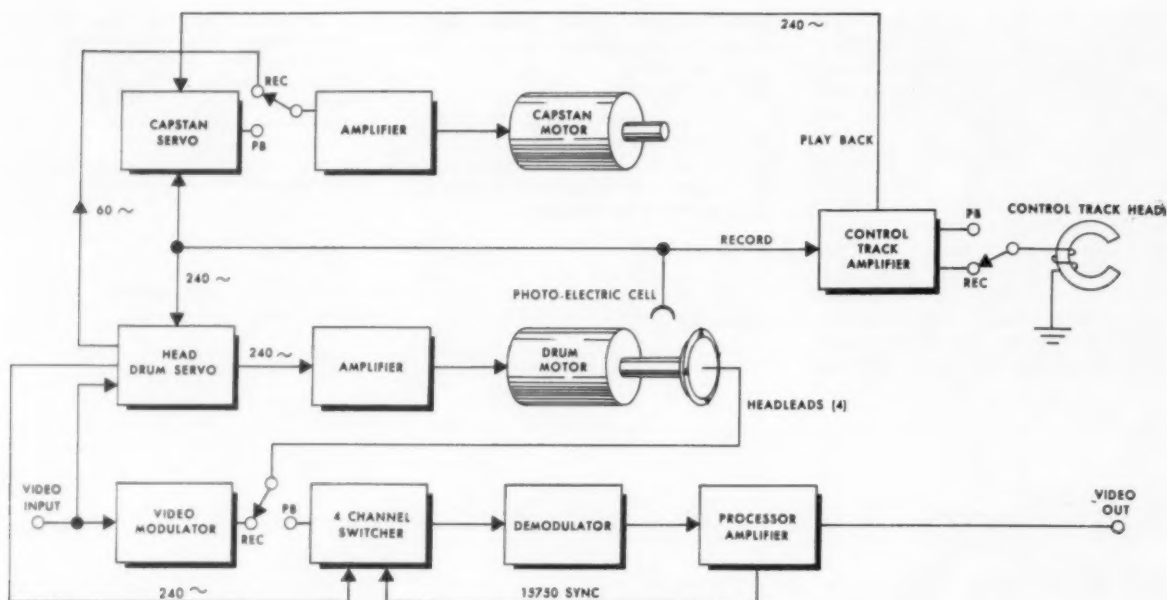 240 ~
REC
CAPSTAN
SERVO
PB
AMPLIFIER
CAPSTAN
MOTOR
PLAY BACK
60 ~
PB
CONTROL TRACK HEAD
RECORD
CONTROL
TRACK
AMPLIFIER
REC
240 ~
PHOTO-ELECTRIC CELL
HEAD
DRUM SERVO
240 ~
AMPLIFIER
DRUM
MOTOR
HEADLEADS (4)
VIDEO
INPUT
VIDEO
MODULATOR
REC
PB
4 CHANNEL
SWITCHER
DEMODULATOR
PROCESSOR
AMPLIFIER
VIDEO
OUT
240 ~
15750 SYNC